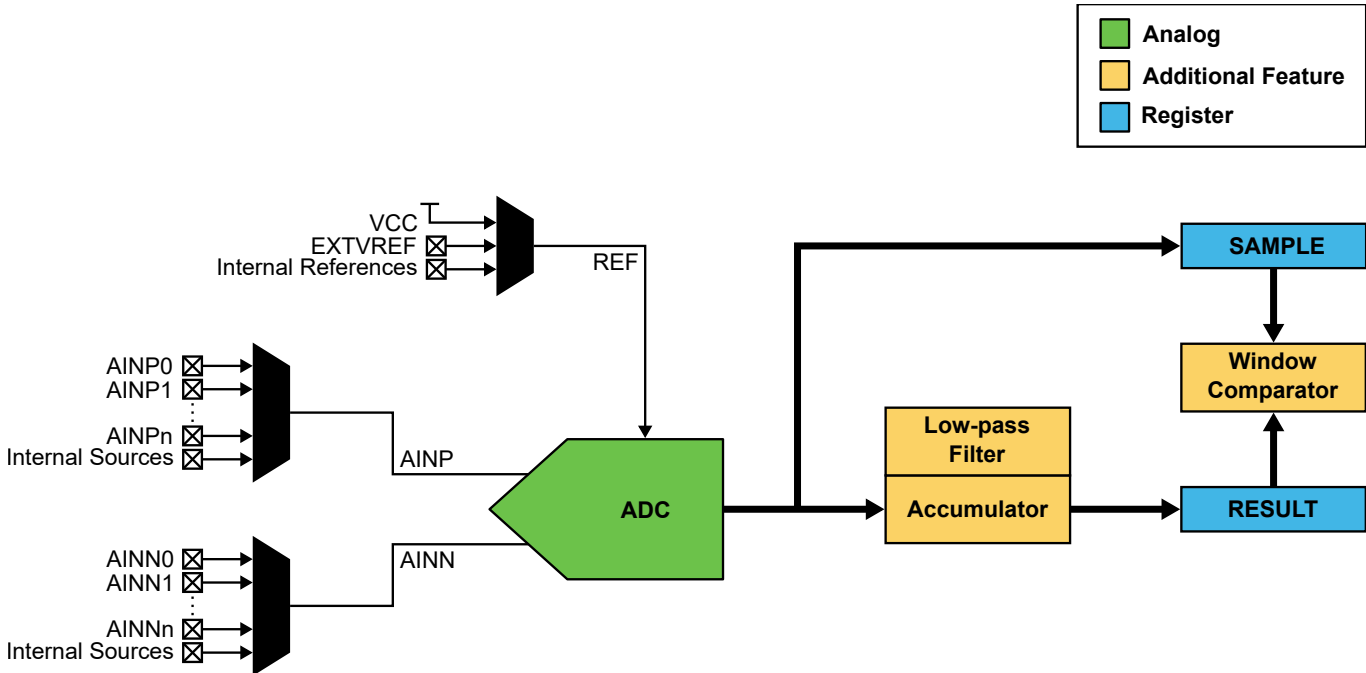 Analog
Additional Feature
Register
VCC
EXTVREF
Internal References
REF
SAMPLE
Window
Comparator
AINP0
AINP1
AINPn
Internal Sources
AINP
Low-pass
Filter
ADC
Accumulator
RESULT
AINN0
AINN1
AINNn
Internal Sources
AINN